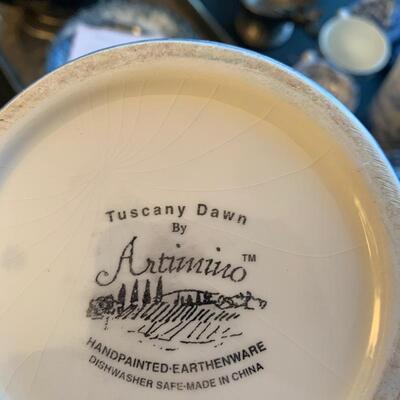 Tuscany Dawn
By
Artimino™
HANDPAINTED·EARTHENWARE
DISHWASHER SAFE·MADE IN CHINA